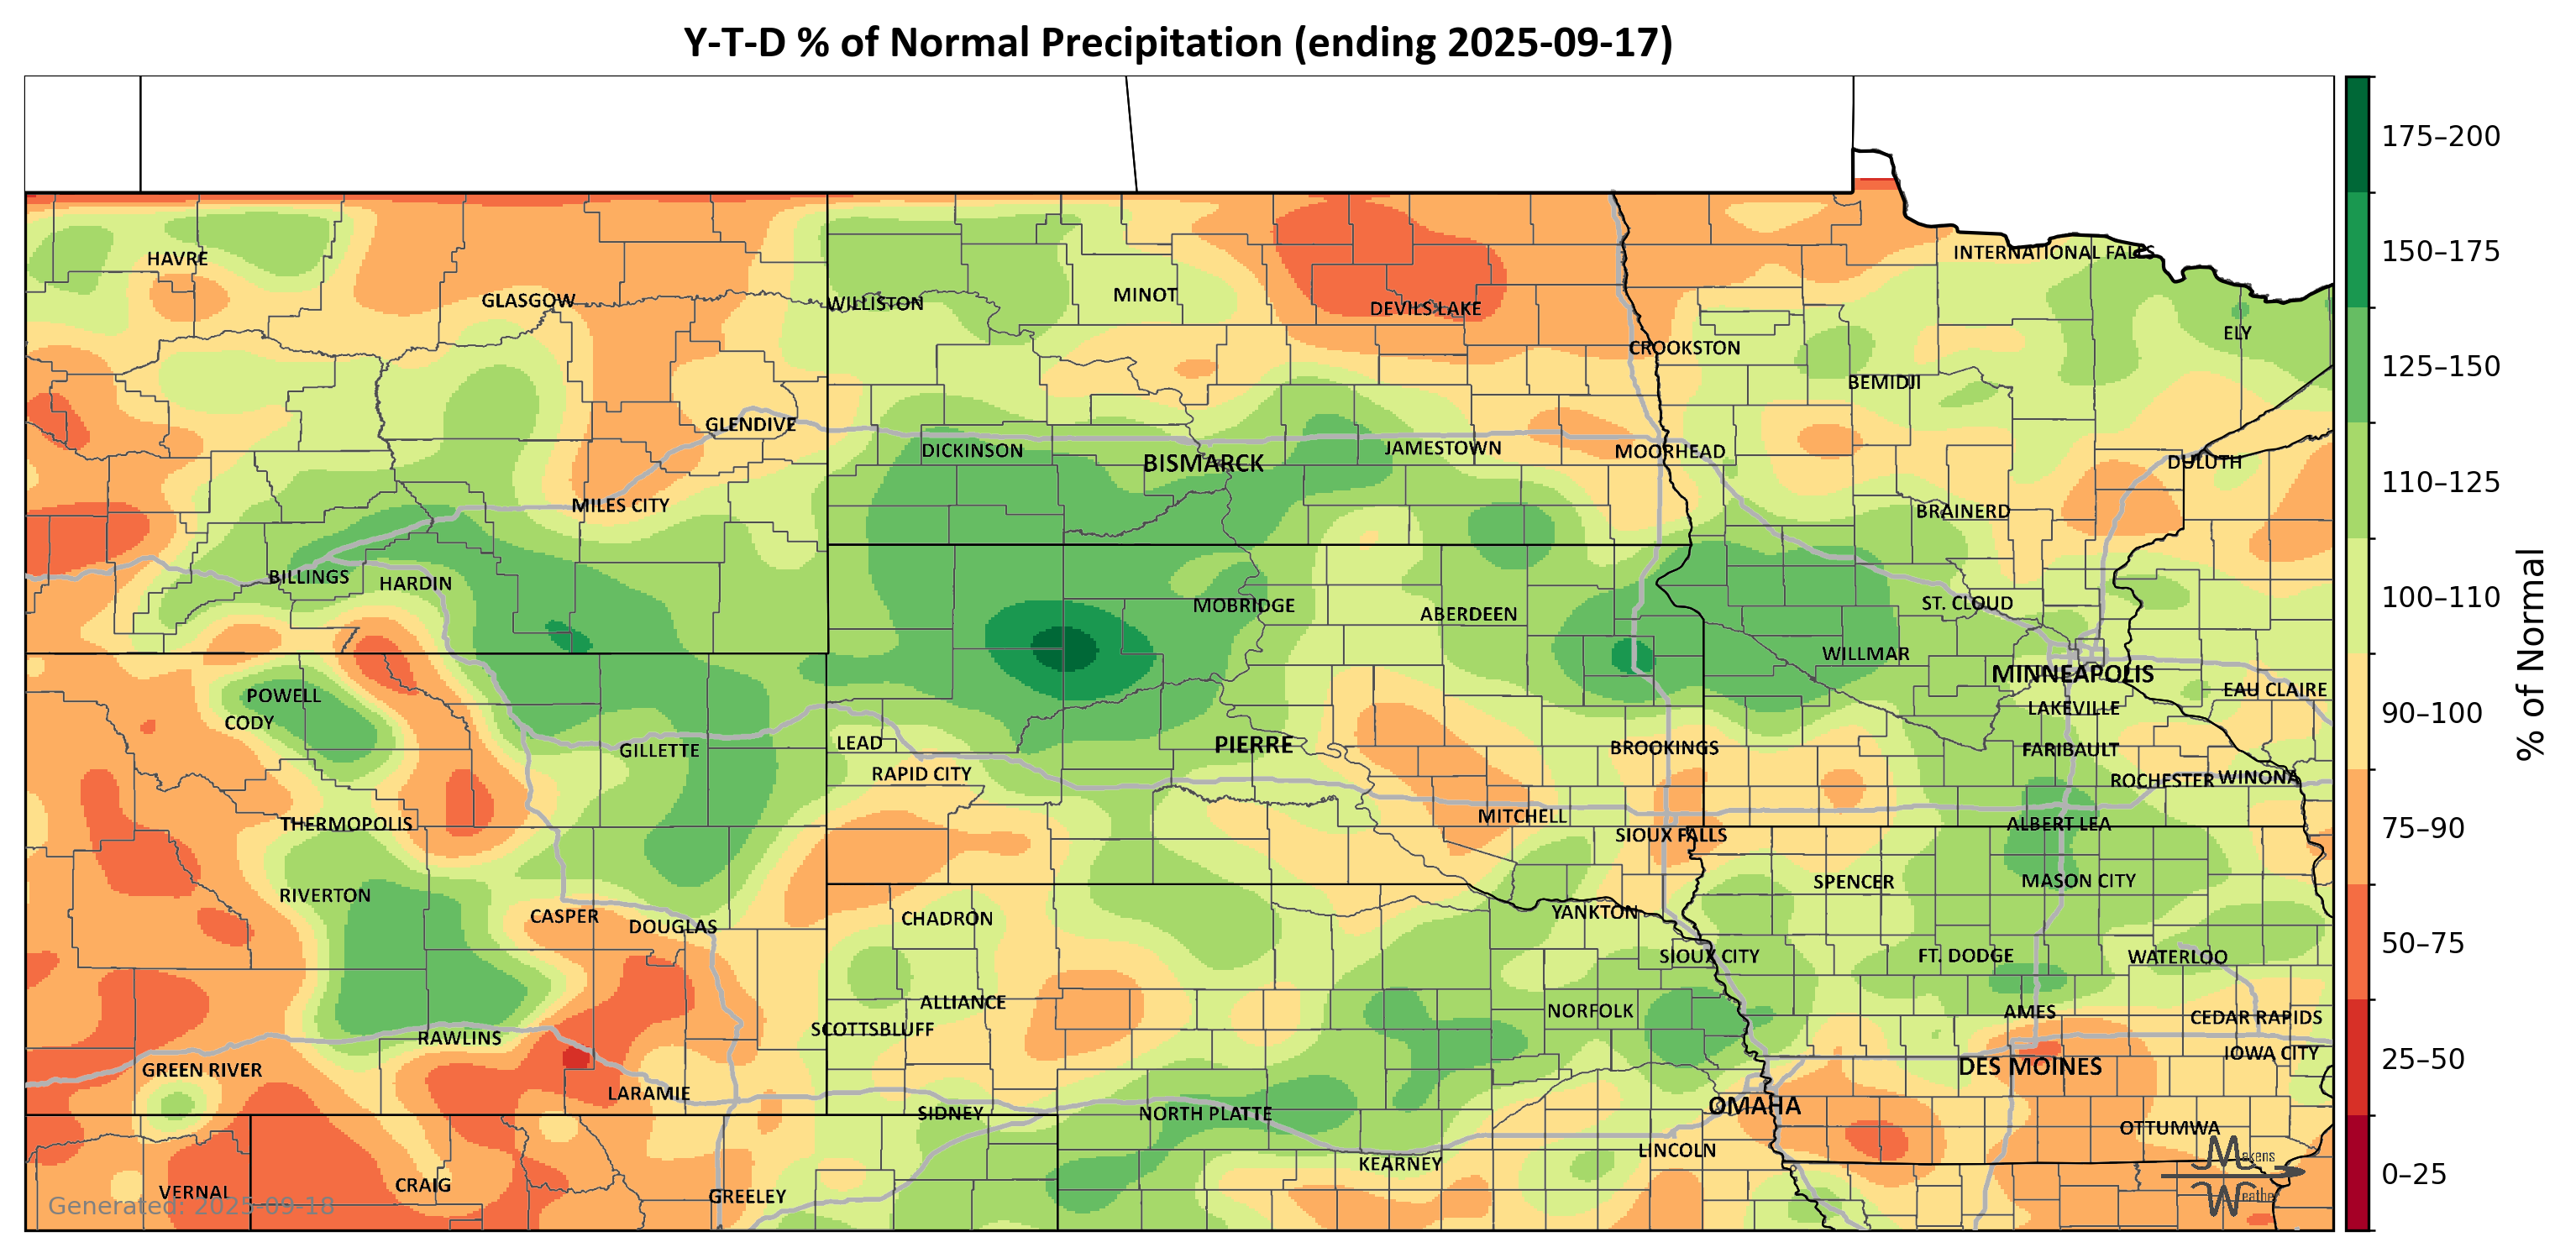 Y-T-D % of Normal Precipitation (ending 2025-09-17)
175–200
150–175
125–150
110–125
100–110
90–100
75–90
50–75
25–50
0–25
% of Normal
HAVRE
GLASGOW
WILLISTON
MINOT
DEVILS LAKE
INTERNATIONAL FALLS
ELY
CROOKSTON
BEMIDJI
GLENDIVE
DICKINSON
BISMARCK
JAMESTOWN
MOORHEAD
DULUTH
MILES CITY
BRAINERD
BILLINGS
HARDIN
MOBRIDGE
ABERDEEN
ST. CLOUD
WILLMAR
MINNEAPOLIS
EAU CLAIRE
POWELL
CODY
LAKEVILLE
GILLETTE
LEAD
PIERRE
BROOKINGS
FARIBAULT
RAPID CITY
ROCHESTER
WINONA
THERMOPOLIS
MITCHELL
SIOUX FALLS
ALBERT LEA
RIVERTON
SPENCER
MASON CITY
CASPER
DOUGLAS
CHADRON
YANKTON
SIOUX CITY
FT. DODGE
WATERLOO
ALLIANCE
NORFOLK
AMES
CEDAR RAPIDS
SCOTTSBLUFF
RAWLINS
IOWA CITY
GREEN RIVER
DES MOINES
LARAMIE
OMAHA
SIDNEY
NORTH PLATTE
OTTUMWA
LINCOLN
KEARNEY
VERNAL
CRAIG
GREELEY
Makens
Weather
Generated: 2025-09-18